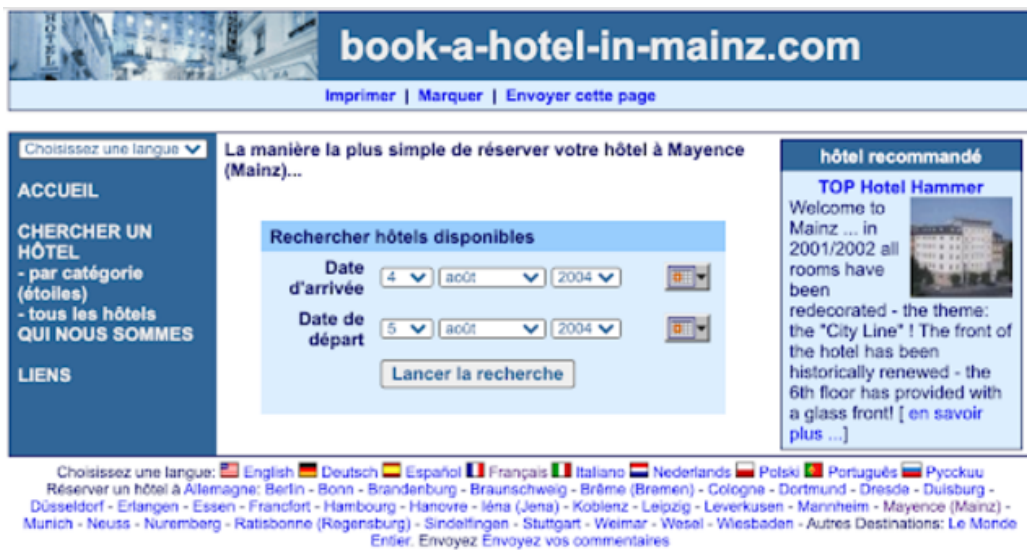 HOTEL
book-a-hotel-in-mainz.com
Imprimer | Marquer | Envoyer cette page
Choisissez une langue
ACCUEIL
CHERCHER UN
HÔTEL
- par catégorie
(étoiles)
- tous les hôtels
QUI NOUS SOMMES
LIENS
La manière la plus simple de réserver votre hôtel à Mayence
(Mainz)...
Rechercher hôtels disponibles
Date
d'arrivée
4 août 2004
Date de
départ
5 août 2004
Lancer la recherche
hôtel recommandé
TOP Hotel Hammer
Welcome to
Mainz ... in
2001/2002 all
rooms have
been
redecorated - the theme:
the "City Line" ! The front of
the hotel has been
historically renewed - the
6th floor has provided with
a glass front! [ en savoir
plus ...]
Choisissez une langue: English Deutsch Español Français Italiano Nederlands Polski Português Русский
Réserver un hôtel à Allemagne: Berlin - Bonn - Brandenburg - Braunschweig - Brême (Bremen) - Cologne - Dortmund - Dresde - Duisburg -
Düsseldorf - Erlangen - Essen - Francfort - Hambourg - Hanovre - Iéna (Jena) - Koblenz - Leipzig - Leverkusen - Mannheim - Mayence (Mainz) -
Munich - Neuss - Nuremberg - Ratisbonne (Regensburg) - Sindelfingen - Stuttgart - Weimar - Wesel - Wiesbaden - Autres Destinations: Le Monde
Entier. Envoyez Envoyez vos commentaires